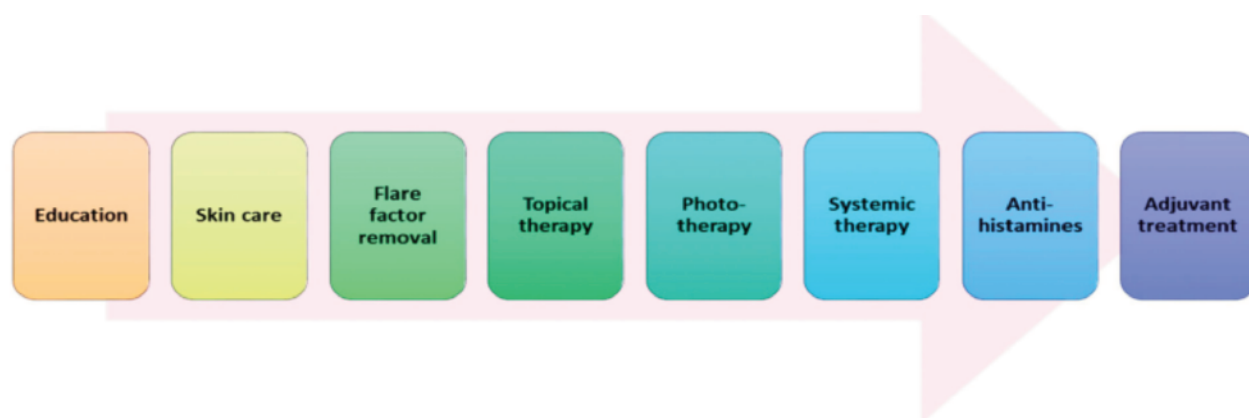 Education
Skin care
Flare
factor
removal
Topical
therapy
Photo-
therapy
Systemic
therapy
Anti-
histamines
Adjuvant
treatment